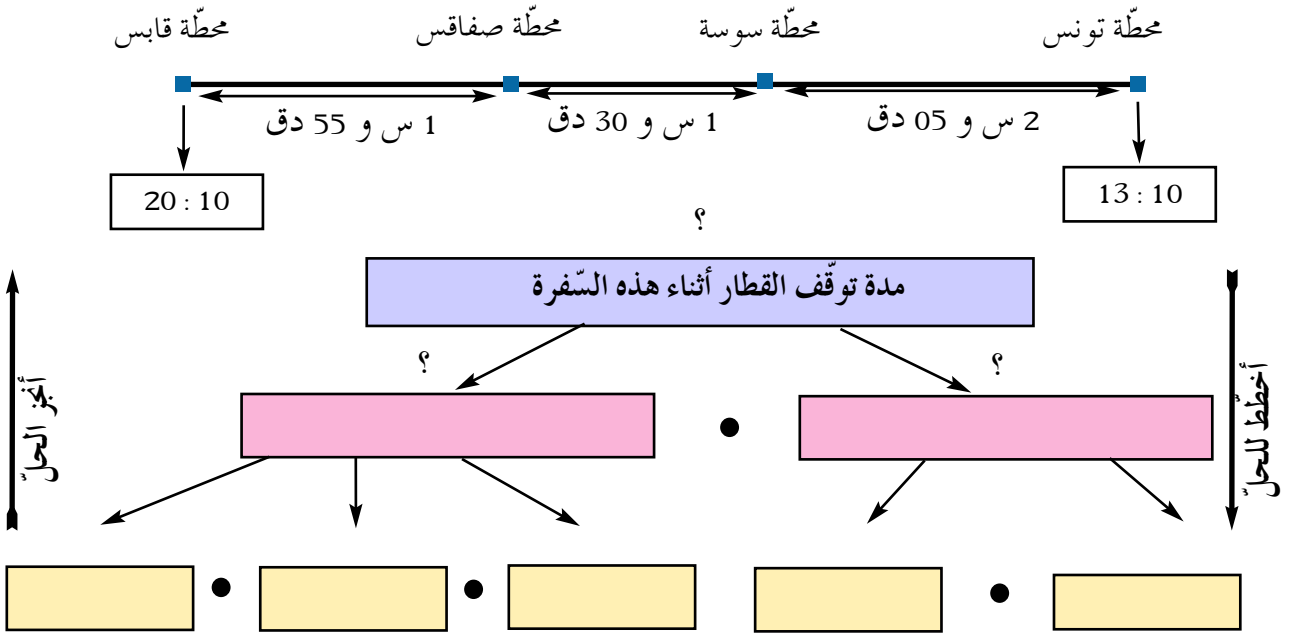 محطّة تونس
محطّة سوسة
محطّة صفاقس
محطّة قابس
2 س و 05 دق
1 س و 30 دق
1 س و 55 دق
13 : 10
20 : 10
؟
مدة توقّف القطار أثناء هذه السّفرة
؟
؟
أخطّط للحلّ
أنجز الحلّ